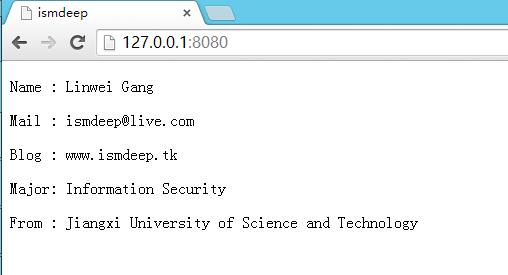 ismdeep
127.0.0.1:8080
Name : Linwei Gang
Mail : ismdeep@live.com
Blog : www.ismdeep.tk
Major: Information Security
From : Jiangxi University of Science and Technology